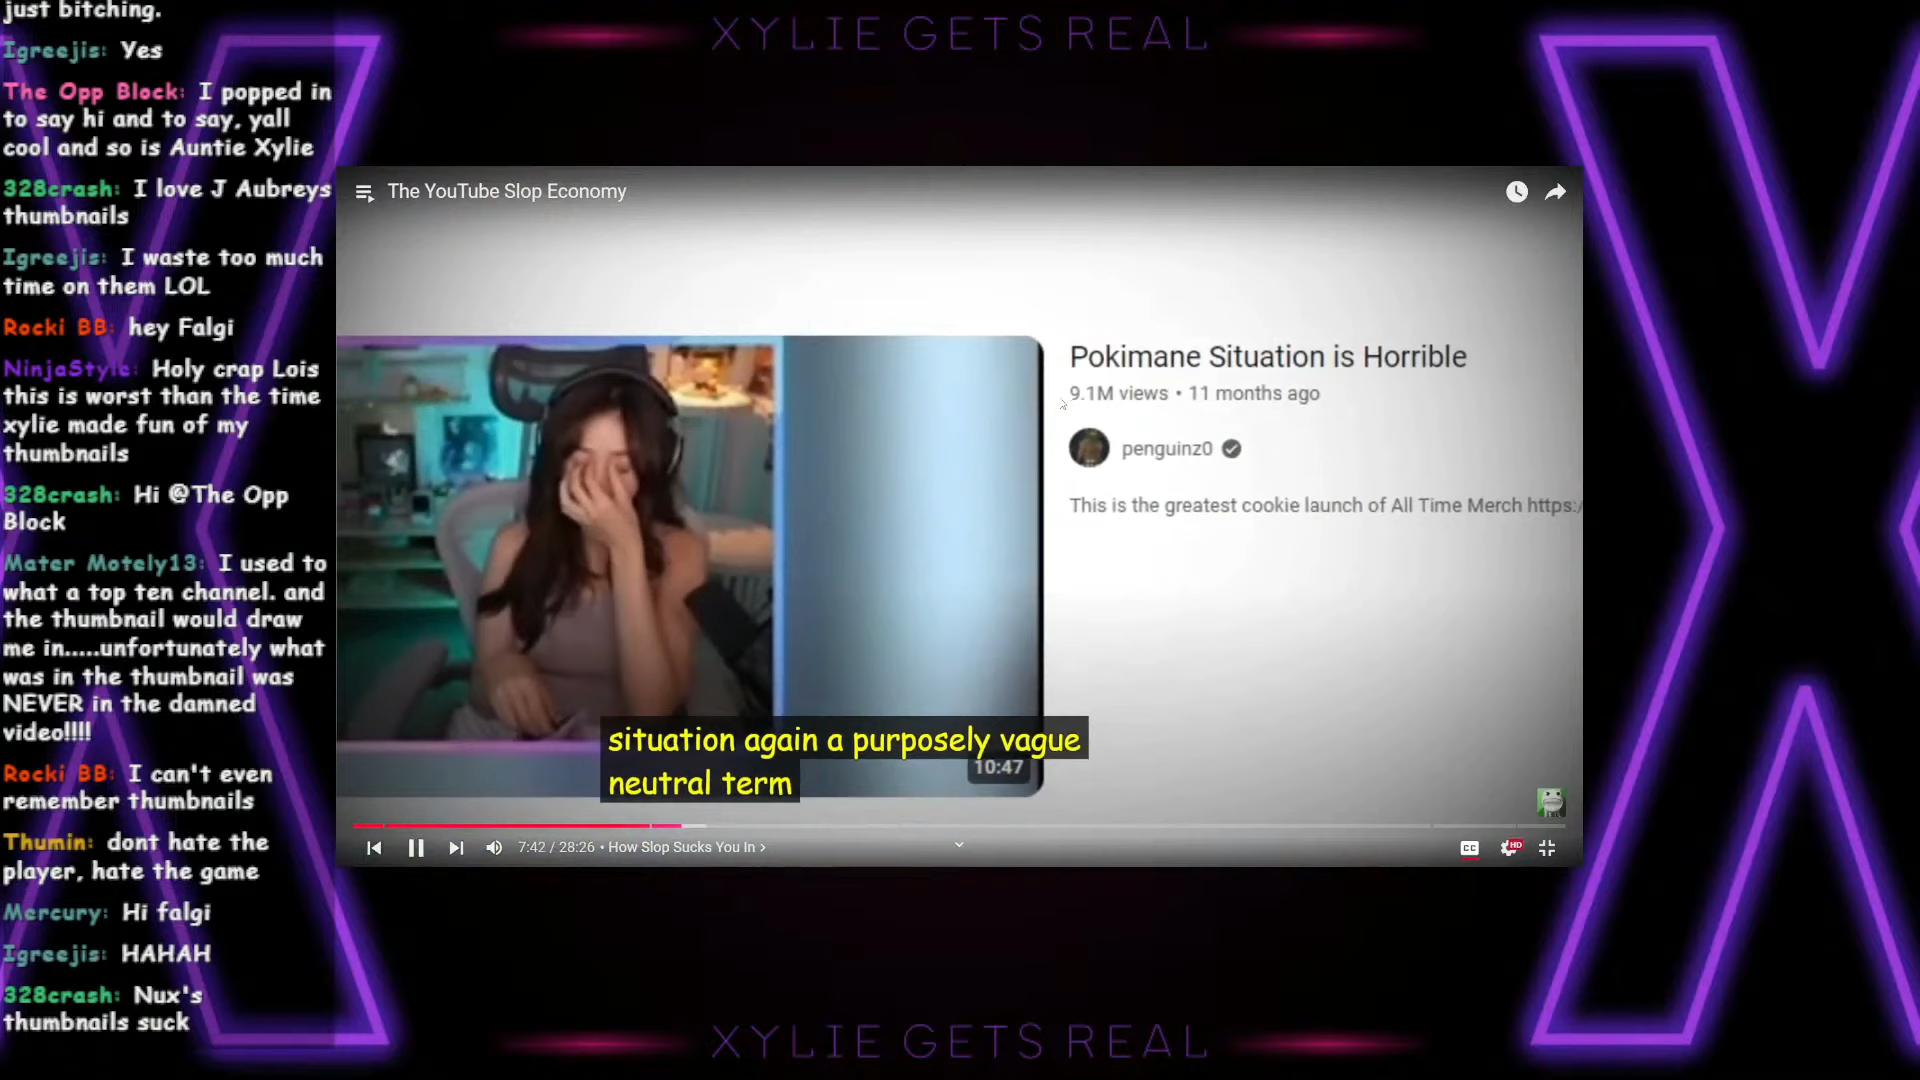 just bitching.
Igreejis: Yes
The Opp Block: I popped in
to say hi and to say, yall
cool and so is Auntie Xylie
328crash: I love J Aubreys
thumbnails
Igreejis: I waste too much
time on them LOL
Rocki BB: hey Falgi
NinjaStyle: Holy crap Lois
this is worst than the time
xylie made fun of my
thumbnails
328crash: Hi @The Opp
Block
Mater Motely13: I used to
what a top ten channel. and
the thumbnail would draw
me in.....unfortunately what
was in the thumbnail was
NEVER in the damned
video!!!!
Rocki BB: I can't even
remember thumbnails
Thumin: dont hate the
player, hate the game
Mercury: Hi falgi
Igreejis: HAHAH
328crash: Nux's
thumbnails suck
XYLIE GETS REAL
The YouTube Slop Economy
Pokimane Situation is Horrible
9.1M views • 11 months ago
penguinz0
This is the greatest cookie launch of All Time Merch https:/
situation again a purposely vague
neutral term
10:47
7:42 / 28:26 • How Slop Sucks You In >
CC
HD
XYLIE GETS REAL